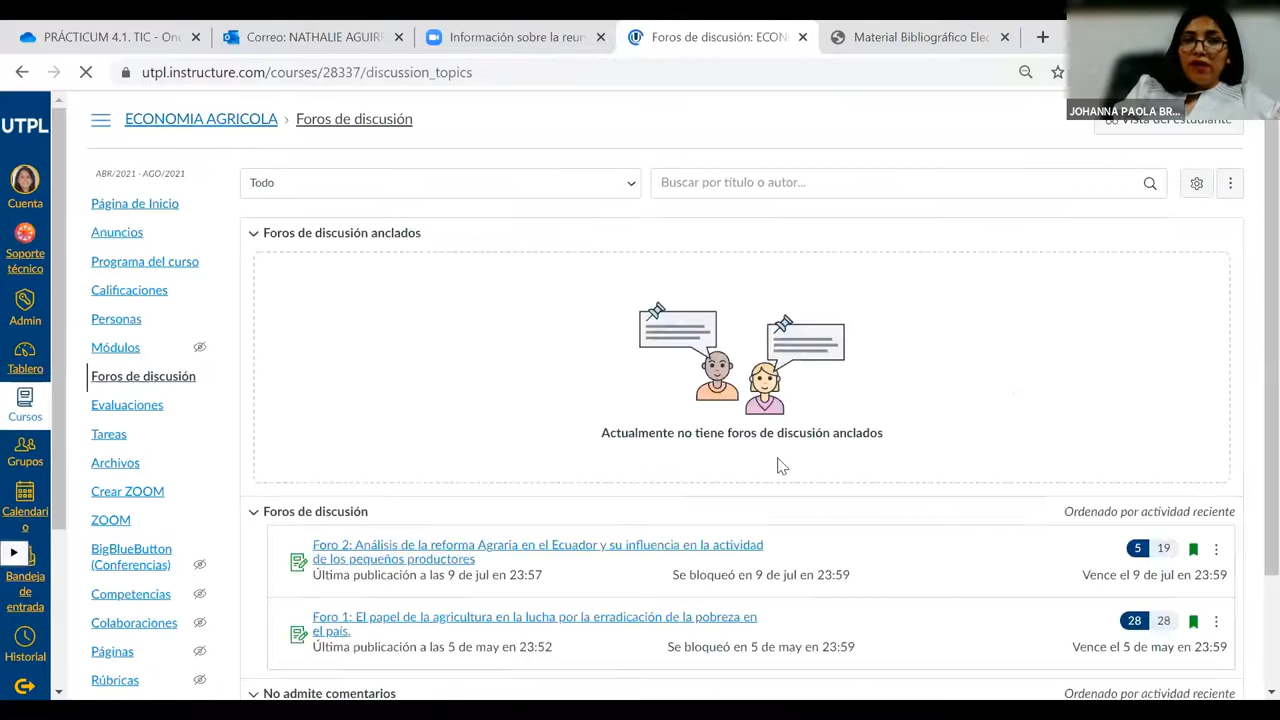 PRÁCTICUM 4.1. TIC - On
Correo: NATHALIE AGUIR
Información sobre la reu
Foros de discusión: ECON
Material Bibliográfico Elec
utpl.instructure.com/courses/28337/discussion_topics
JOHANNA PAOLA BR...
UTPL
ECONOMIA AGRICOLA › Foros de discusión
Vista del estudiante
ABR/2021 - AGO/2021
Todo
Buscar por título o autor...
Cuenta
Soporte
técnico
Admin
Tablero
Cursos
Grupos
Calendari
o
Bandeja
de
entrada
Historial
Página de Inicio
Anuncios
Programa del curso
Calificaciones
Personas
Módulos
Foros de discusión
Evaluaciones
Tareas
Archivos
Crear ZOOM
ZOOM
BigBlueButton
(Conferencias)
Competencias
Colaboraciones
Páginas
Rúbricas
Foros de discusión anclados
Actualmente no tiene foros de discusión anclados
Foros de discusión
Ordenado por actividad reciente
Foro 2: Análisis de la reforma Agraria en el Ecuador y su influencia en la actividad
de los pequeños productores
5 19
Última publicación a las 9 de jul en 23:57
Se bloqueó en 9 de jul en 23:59
Vence el 9 de jul en 23:59
Foro 1: El papel de la agricultura en la lucha por la erradicación de la pobreza en
el país.
28 28
Última publicación a las 5 de may en 23:52
Se bloqueó en 5 de may en 23:59
Vence el 5 de may en 23:59
No admite comentarios
Ordenado por actividad reciente